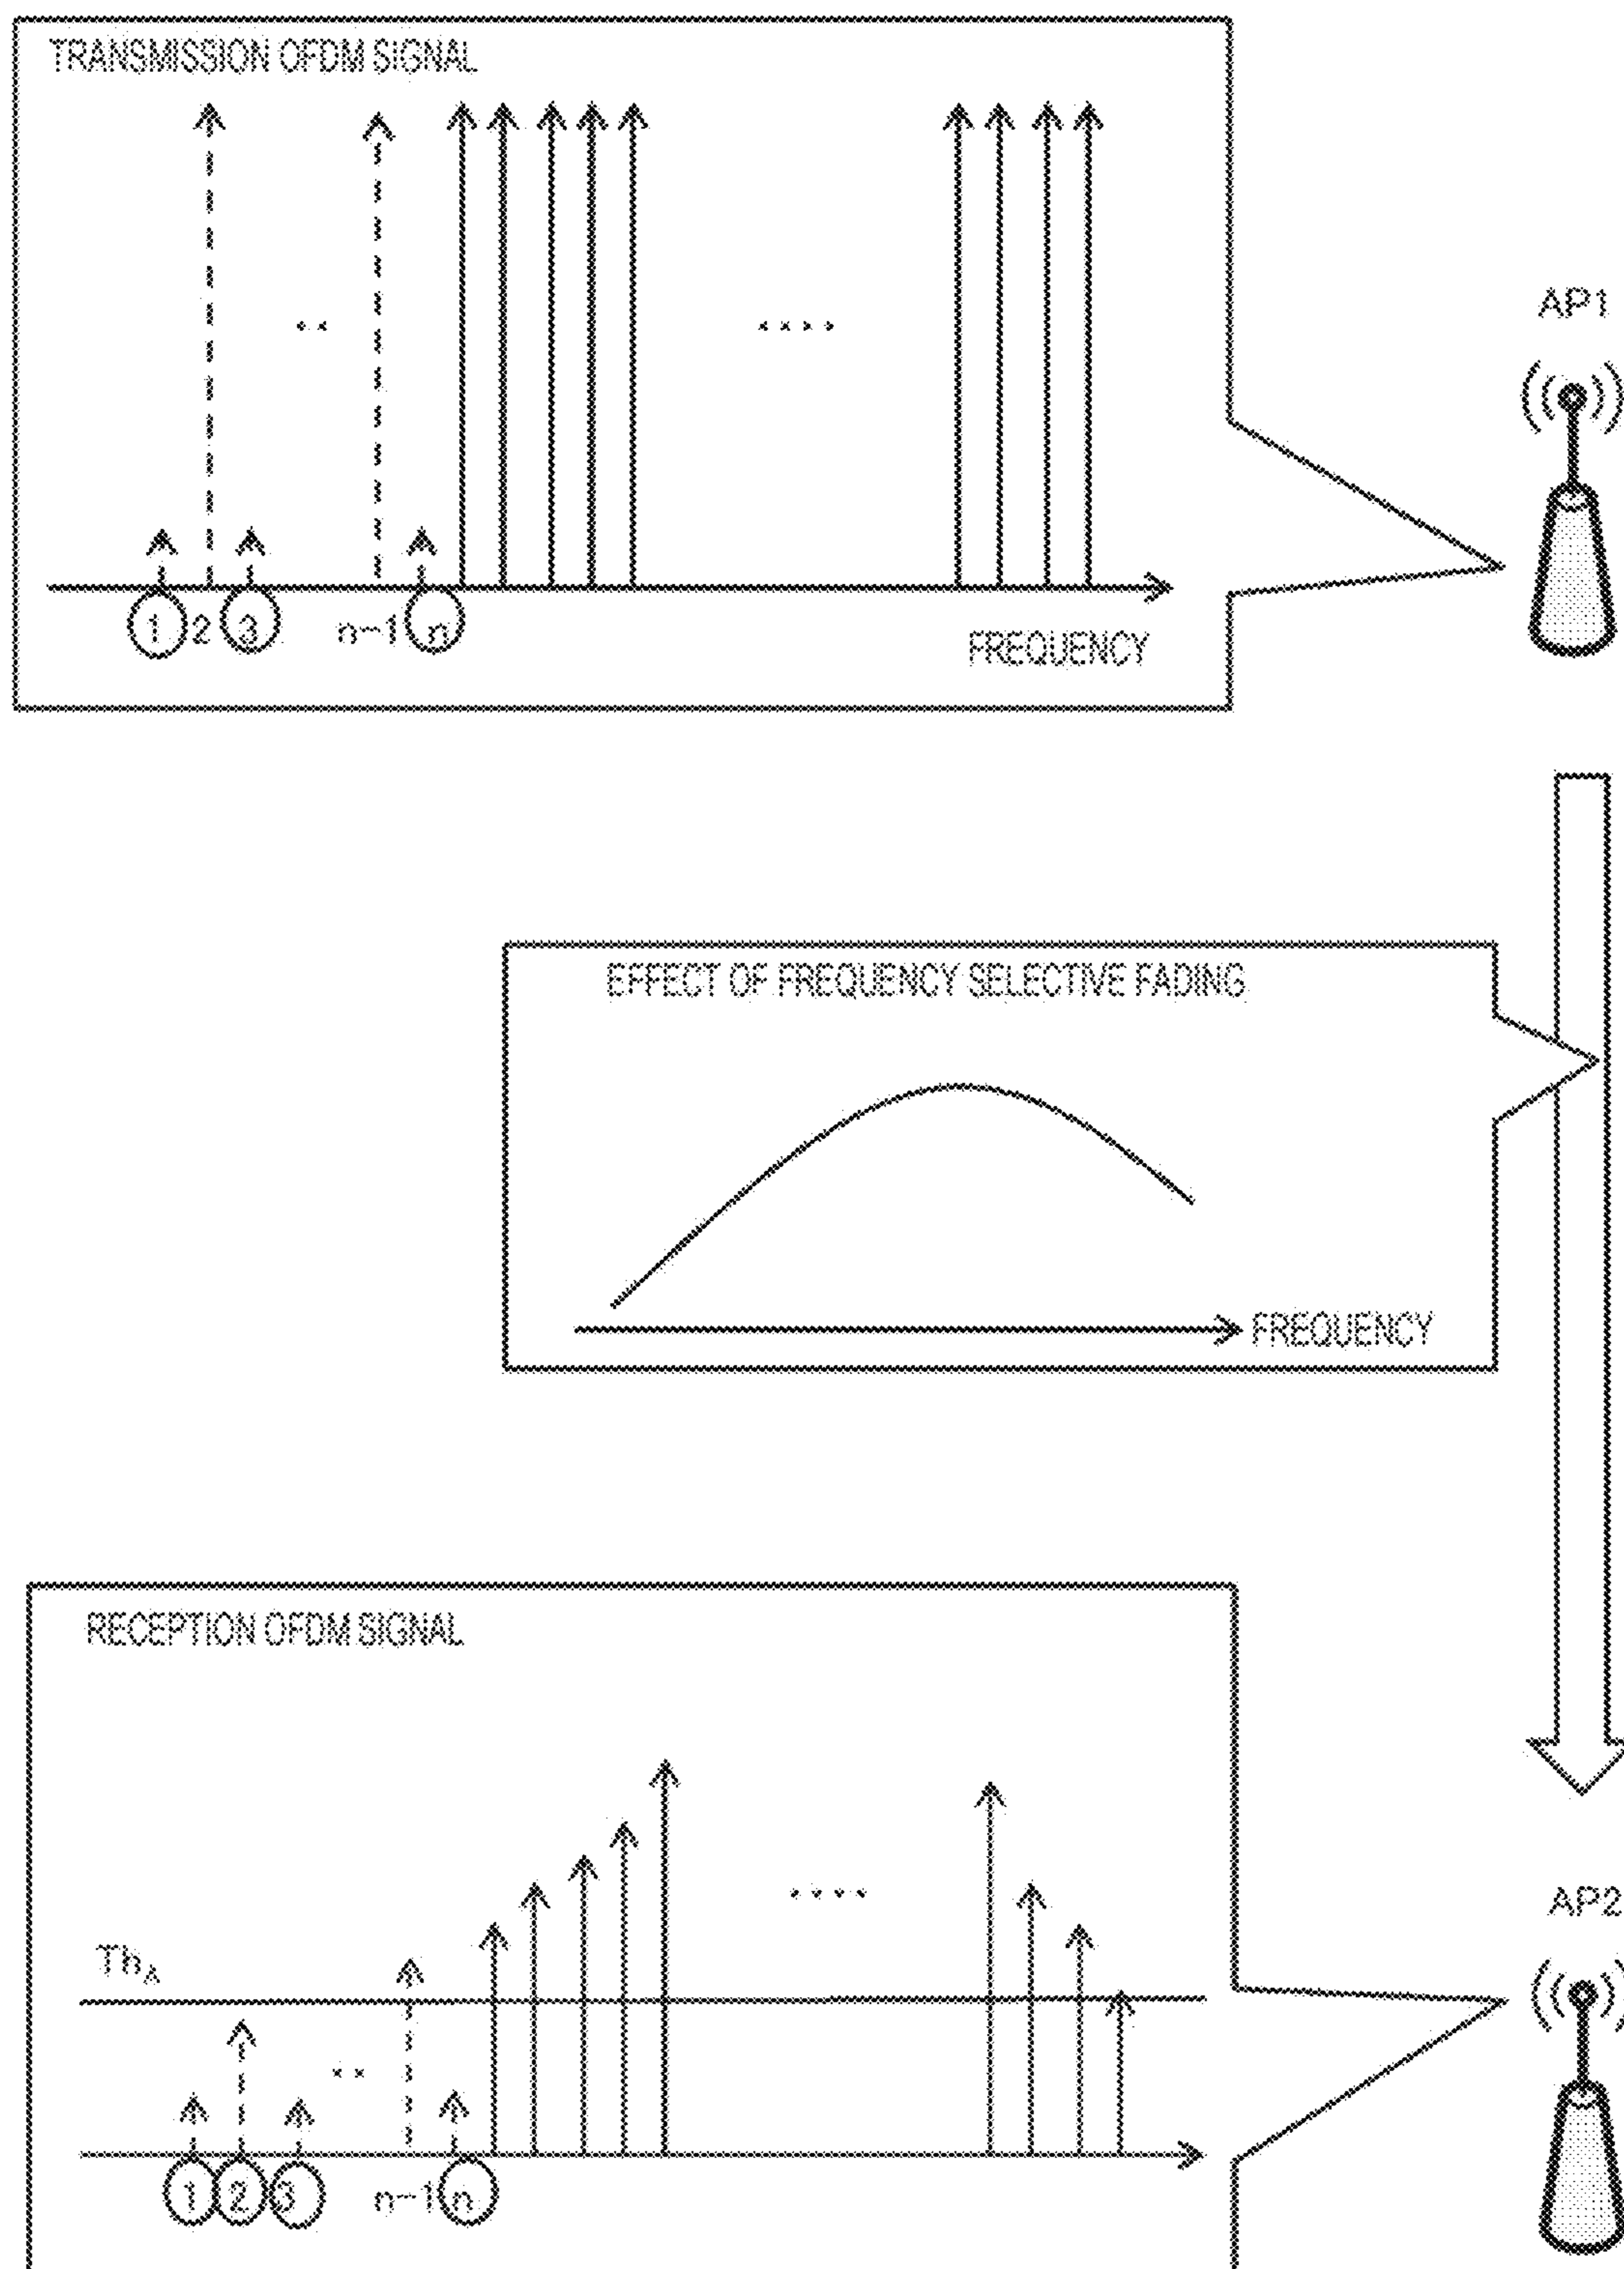 TRANSMISSION OFDM SIGNAL
AP1
1 2 3 n-1 n
FREQUENCY
EFFECT OF FREQUENCY SELECTIVE FADING
FREQUENCY
RECEPTION OFDM SIGNAL
AP2
ThA
1 2 3 n-1 n